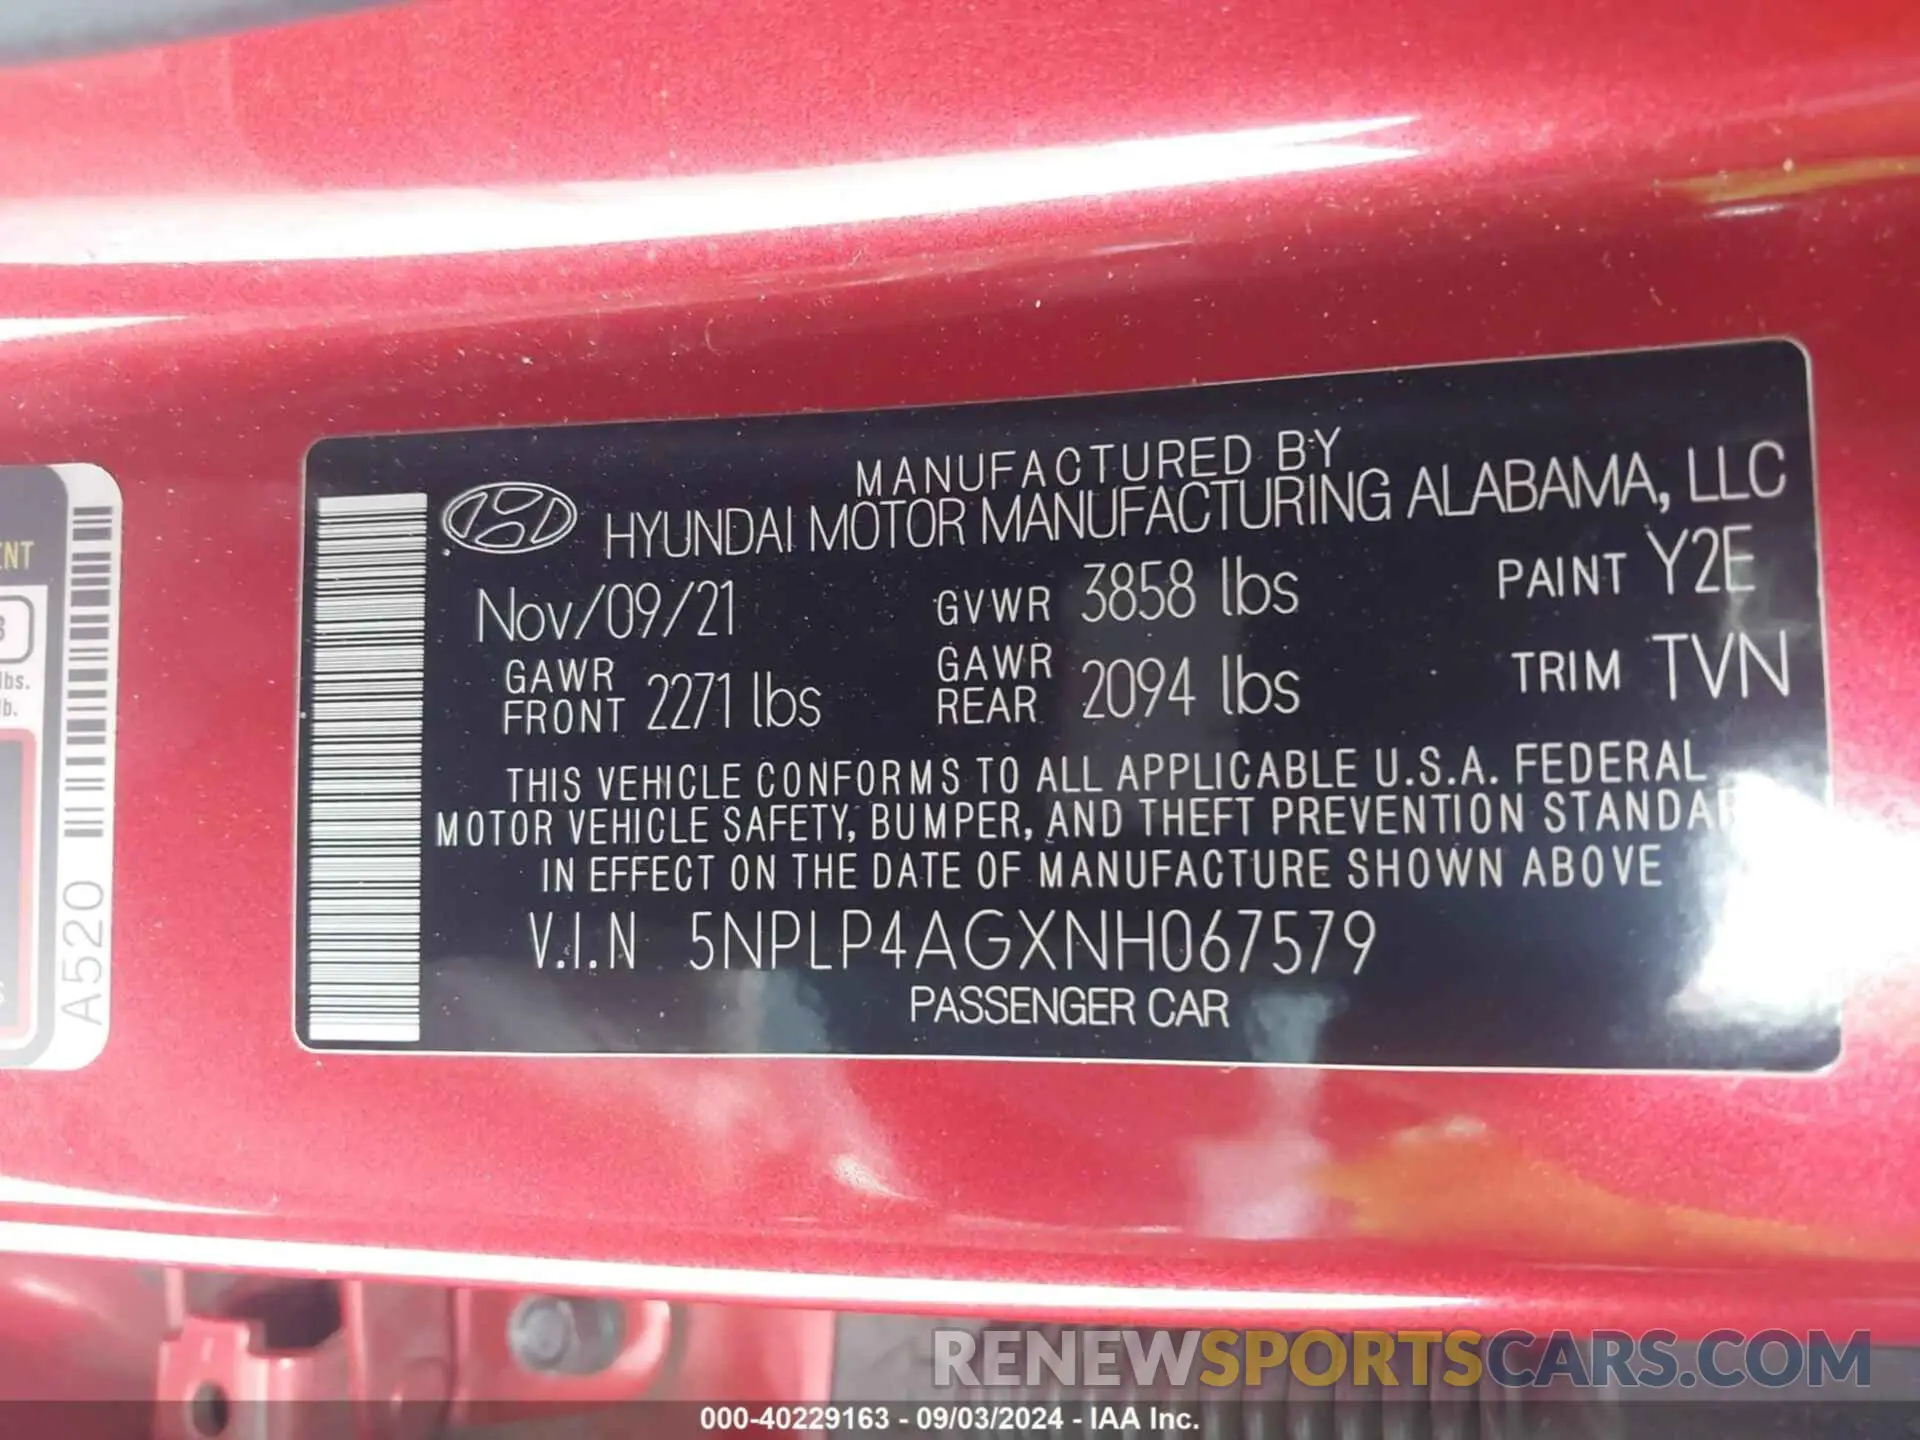 MANUFACTURED BY
HYUNDAI MOTOR MANUFACTURING ALABAMA, LLC
Nov/09/21 GVWR 3858 lbs PAINT Y2E
GAWR FRONT 2271 lbs GAWR REAR 2094 lbs TRIM TVN
THIS VEHICLE CONFORMS TO ALL APPLICABLE U.S.A. FEDERAL
MOTOR VEHICLE SAFETY, BUMPER, AND THEFT PREVENTION
IN EFFECT ON THE DATE OF MANUFACTURE SHOWN ABOVE
V.I.N 5NPLP4AGXNH067579
PASSENGER CAR
A520
lbs.
lb.
RENEWSPORTSCARS.COM
000-40229163 - 09/03/2024 - IAA Inc.